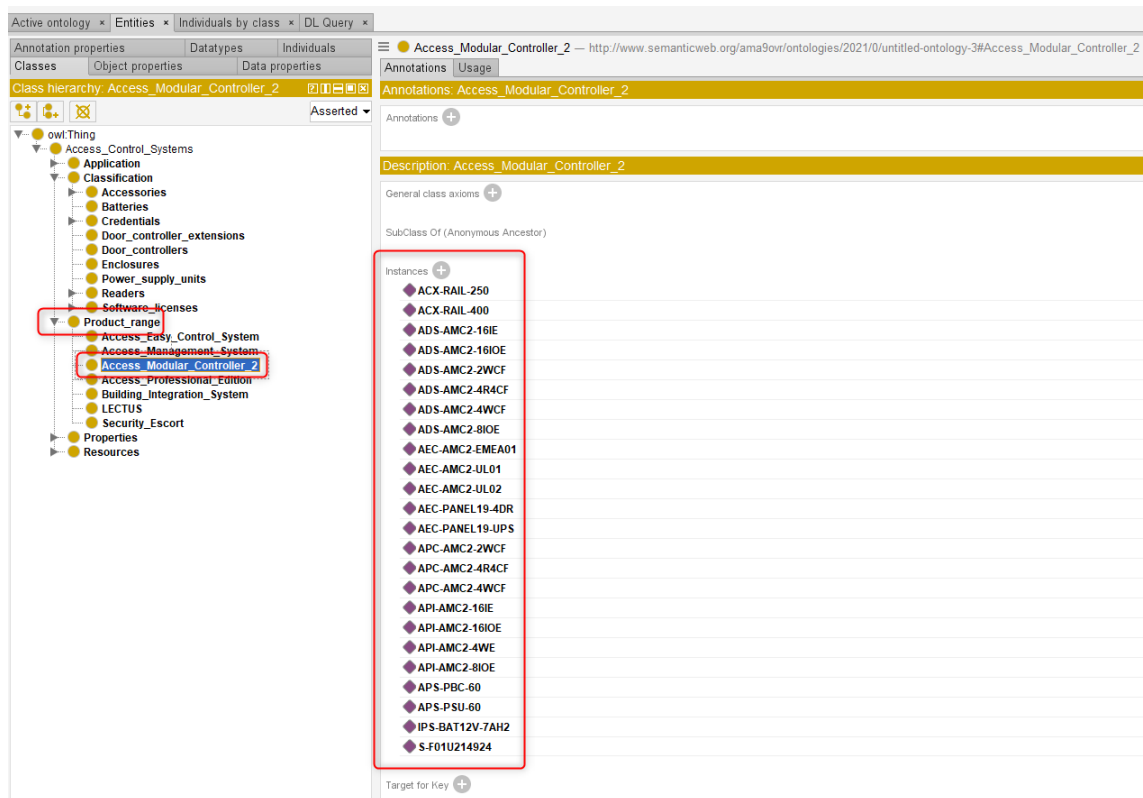 Active ontology × Entities × Individuals by class × DL Query ×
Annotation properties Datatypes Individuals
Classes Object properties Data properties
Class hierarchy: Access_Modular_Controller_2
Asserted
owl:Thing
Access_Control_Systems
Application
Classification
Accessories
Batteries
Credentials
Door_controller_extensions
Door_controllers
Enclosures
Power_supply_units
Readers
Software_licenses
Product_range
Access_Easy_Control_System
Access_Management_System
Access_Modular_Controller_2
Access_Professional_Edition
Building_Integration_System
LECTUS
Security_Escort
Properties
Resources
Access_Modular_Controller_2 — http://www.semanticweb.org/ama9ovr/ontologies/2021/0/untitled-ontology-3#Access_Modular_Controller_2
Annotations Usage
Annotations: Access_Modular_Controller_2
Annotations
Description: Access_Modular_Controller_2
General class axioms
SubClass Of (Anonymous Ancestor)
Instances
ACX-RAIL-250
ACX-RAIL-400
ADS-AMC2-16IE
ADS-AMC2-16IOE
ADS-AMC2-2WCF
ADS-AMC2-4R4CF
ADS-AMC2-4WCF
ADS-AMC2-8IOE
AEC-AMC2-EMEA01
AEC-AMC2-UL01
AEC-AMC2-UL02
AEC-PANEL19-4DR
AEC-PANEL19-UPS
APC-AMC2-2WCF
APC-AMC2-4R4CF
APC-AMC2-4WCF
API-AMC2-16IE
API-AMC2-16IOE
API-AMC2-4WE
API-AMC2-8IOE
APS-PBC-60
APS-PSU-60
IPS-BAT12V-7AH2
S-F01U214924
Target for Key